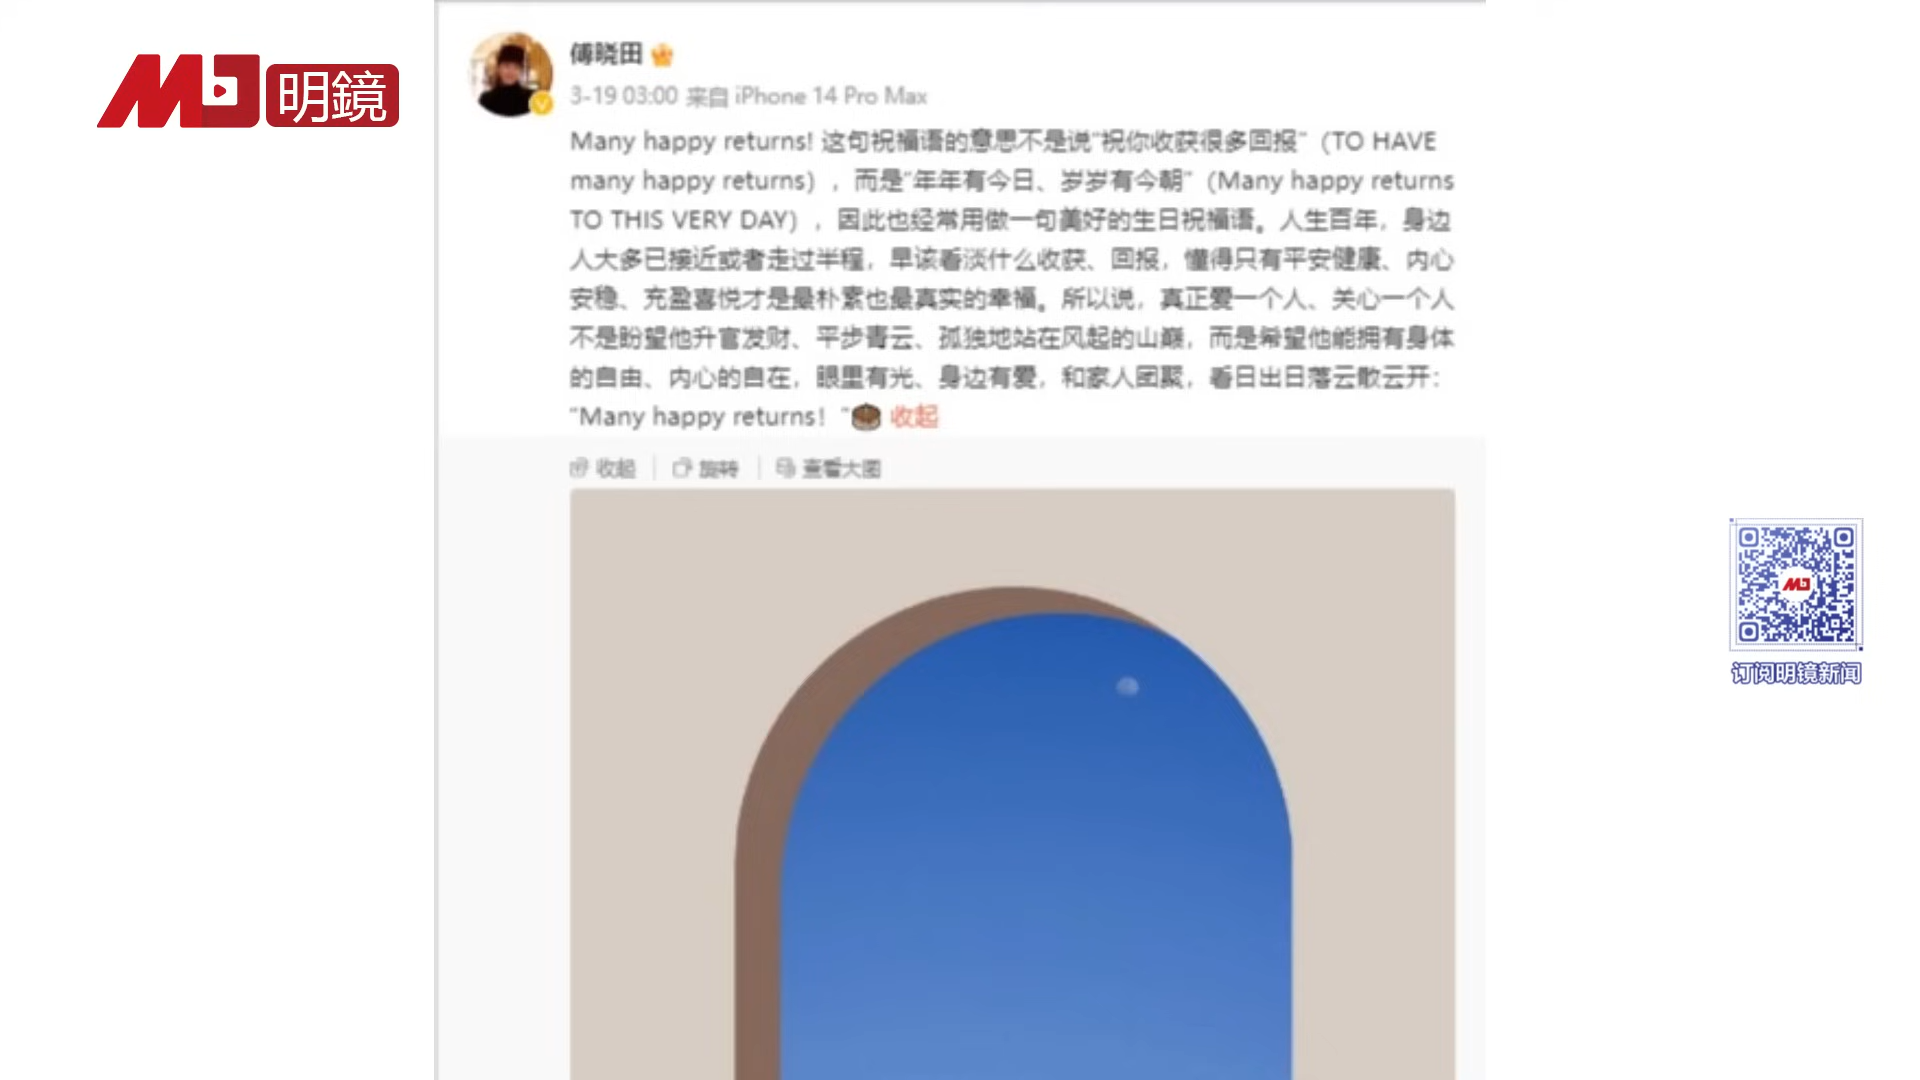 MJ 明鏡
傅晓田
3-19 03:00 来自 iPhone 14 Pro Max
Many happy returns! 这句祝福语的意思不是说“祝你收获很多回报”（TO HAVE
many happy returns），而是“年年有今日、岁岁有今朝”（Many happy returns
TO THIS VERY DAY），因此也经常用做一句美好的生日祝福语。人生百年，身边
人大多已接近或者走过半程，早该看淡什么收获、回报，懂得只有平安健康、内心
安稳、充盈喜悦才是最朴素也最真实的幸福。所以说，真正爱一个人、关心一个人
不是盼望他升官发财、平步青云、孤独地站在风起的山巅，而是希望他能拥有身体
的自由、内心的自在，眼里有光、身边有爱，和家人团聚，看日出日落云散云开：
“Many happy returns！” 收起
收起 旋转 查看大图
MJ
订阅明镜新闻